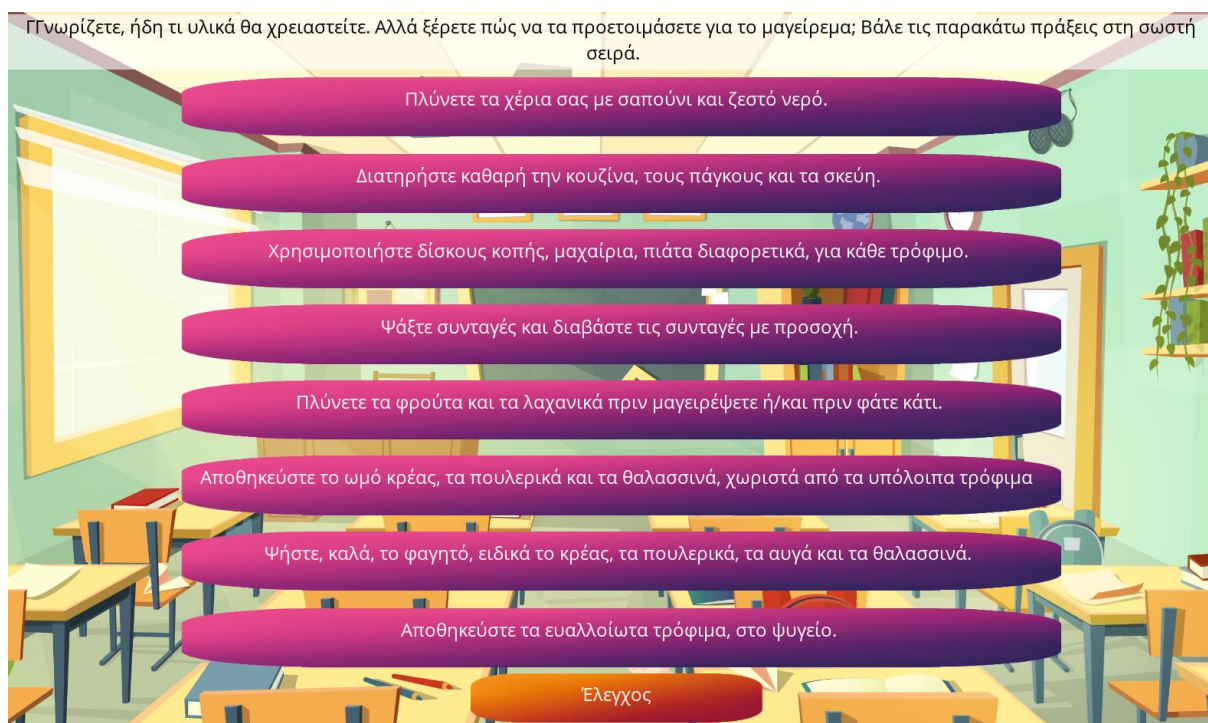 ΓΓνωρίζετε, ήδη τι υλικά θα χρειαστείτε. Αλλά ξέρετε πώς να τα προετοιμάσετε για το μαγείρεμα; Βάλε τις παρακάτω πράξεις στη σωστή
σειρά.
Πλύνετε τα χέρια σας με σαπούνι και ζεστό νερό.
Διατηρήστε καθαρή την κουζίνα, τους πάγκους και τα σκεύη.
Χρησιμοποιήστε δίσκους κοπής, μαχαίρια, πιάτα διαφορετικά, για κάθε τρόφιμο.
Ψάξτε συνταγές και διαβάστε τις συνταγές με προσοχή.
Πλύνετε τα φρούτα και τα λαχανικά πριν μαγειρέψετε ή/και πριν φάτε κάτι.
Αποθηκεύστε το ωμό κρέας, τα πουλερικά και τα θαλασσινά, χωριστά από τα υπόλοιπα τρόφιμα
Ψήστε, καλά, το φαγητό, ειδικά το κρέας, τα πουλερικά, τα αυγά και τα θαλασσινά.
Αποθηκεύστε τα ευαλλοίωτα τρόφιμα, στο ψυγείο.
Έλεγχος